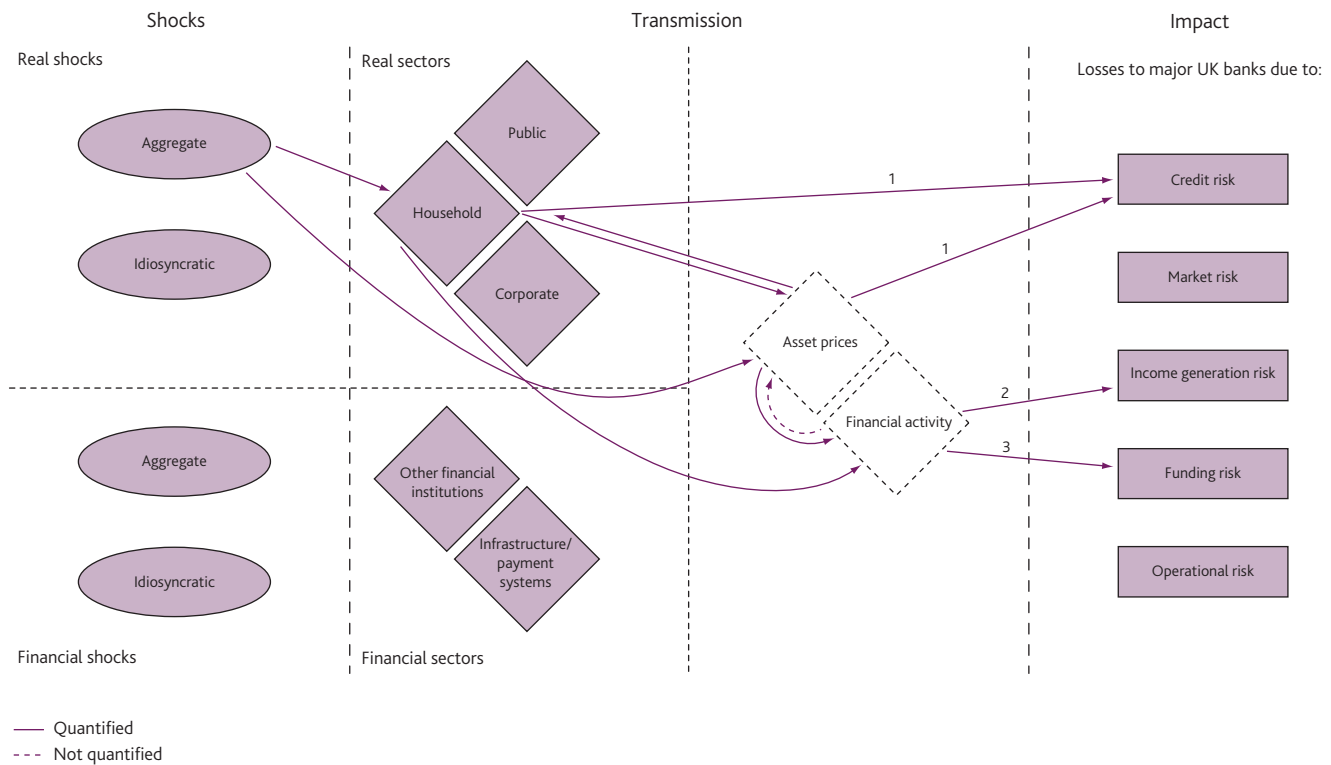 Shocks
Transmission
Impact
Real shocks
Real sectors
Losses to major UK banks due to:
Aggregate
Idiosyncratic
Public
Household
Corporate
1
1
Asset prices
Financial activity
2
3
Credit risk
Market risk
Income generation risk
Funding risk
Operational risk
Aggregate
Idiosyncratic
Other financial
institutions
Infrastructure/
payment
systems
Financial shocks
Financial sectors
Quantified
Not quantified